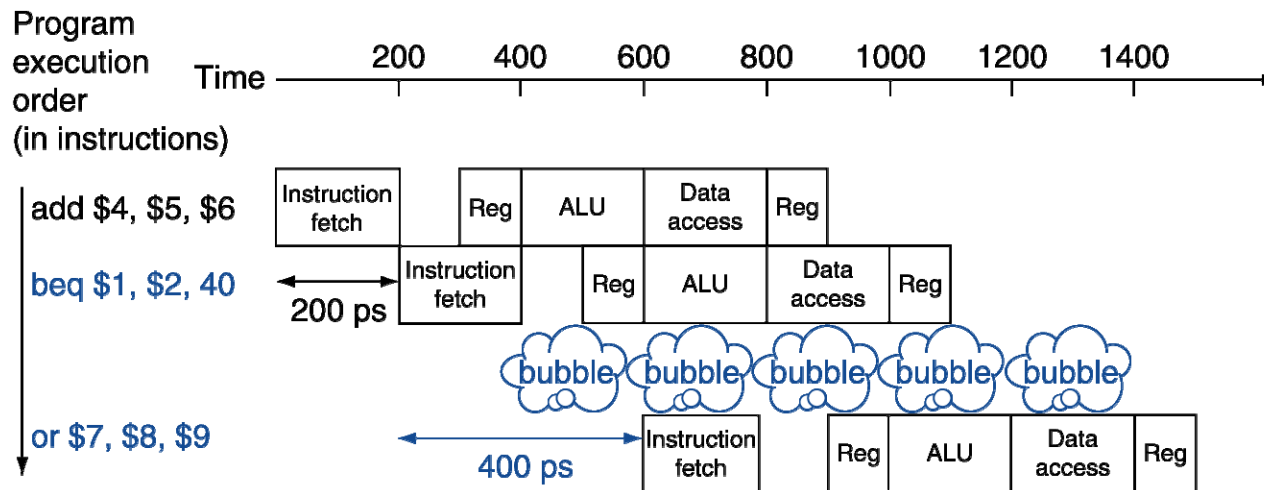 Program
execution
order
(in instructions)
Time
200 400 600 800 1000 1200 1400
add $4, $5, $6
Instruction
fetch
Reg
ALU
Data
access
Reg
beq $1, $2, 40
200 ps
Instruction
fetch
Reg
ALU
Data
access
Reg
bubble bubble bubble bubble bubble
or $7, $8, $9
400 ps
Instruction
fetch
Reg
ALU
Data
access
Reg